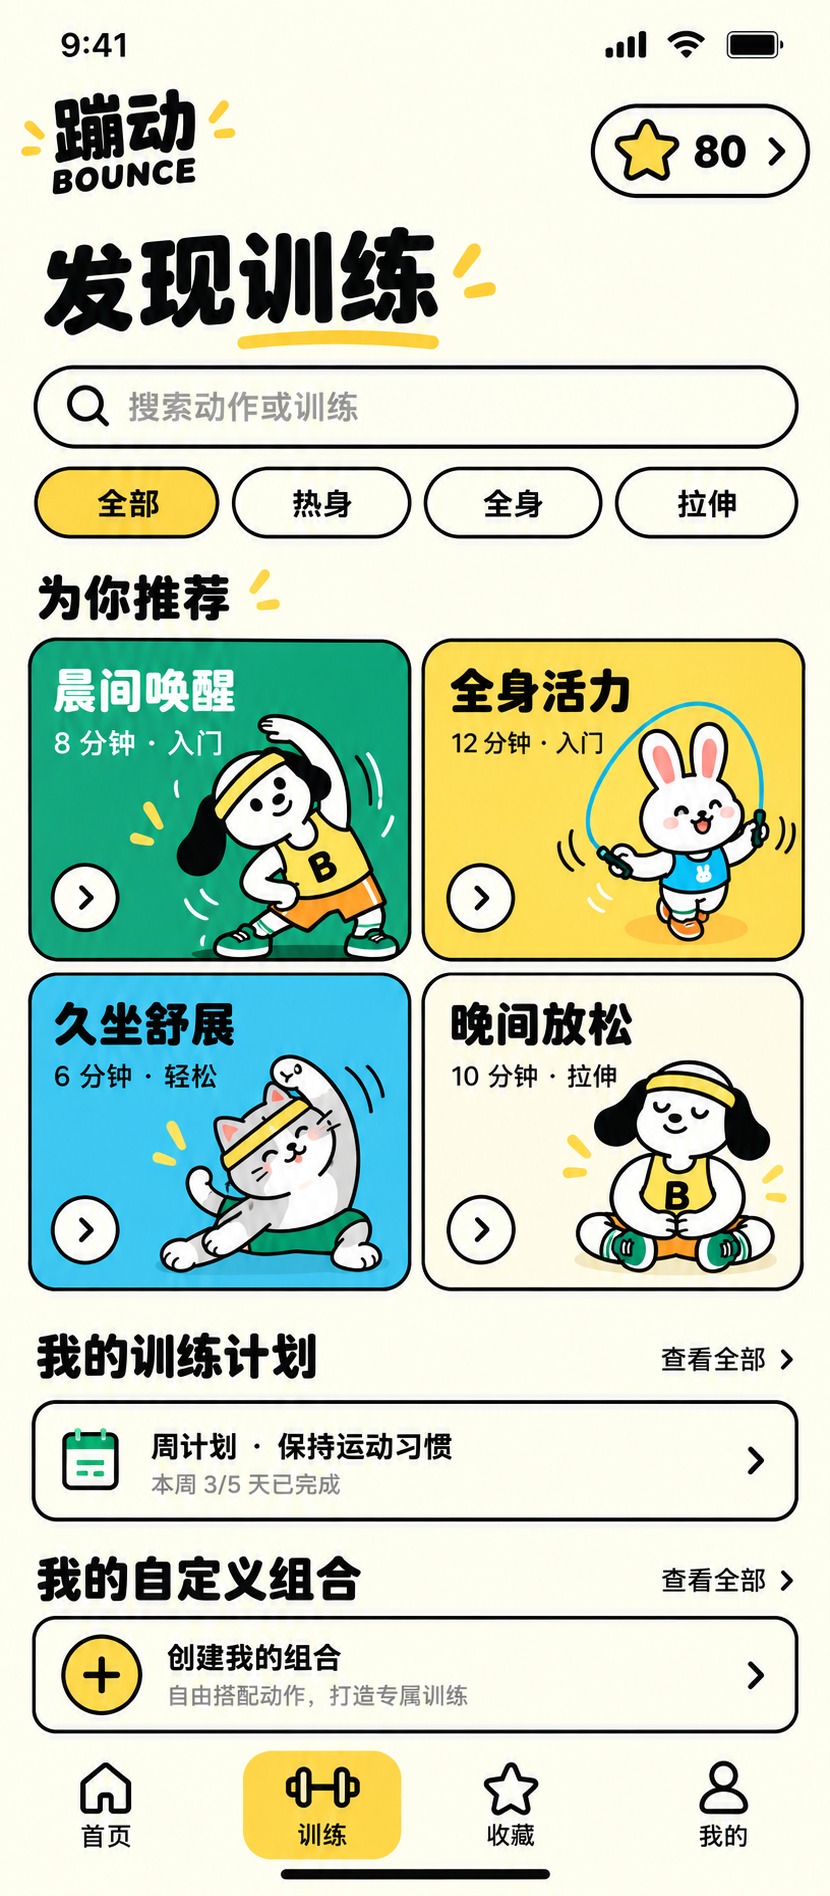 9:41
蹦动
BOUNCE
80
发现训练
搜索动作或训练
全部
热身
全身
拉伸
为你推荐
晨间唤醒
8 分钟 · 入门
B
全身活力
12 分钟 · 入门
久坐舒展
6 分钟 · 轻松
晚间放松
10 分钟 · 拉伸
B
我的训练计划
查看全部
周计划 · 保持运动习惯
本周 3/5 天已完成
我的自定义组合
查看全部
创建我的组合
自由搭配动作，打造专属训练
首页
训练
收藏
我的